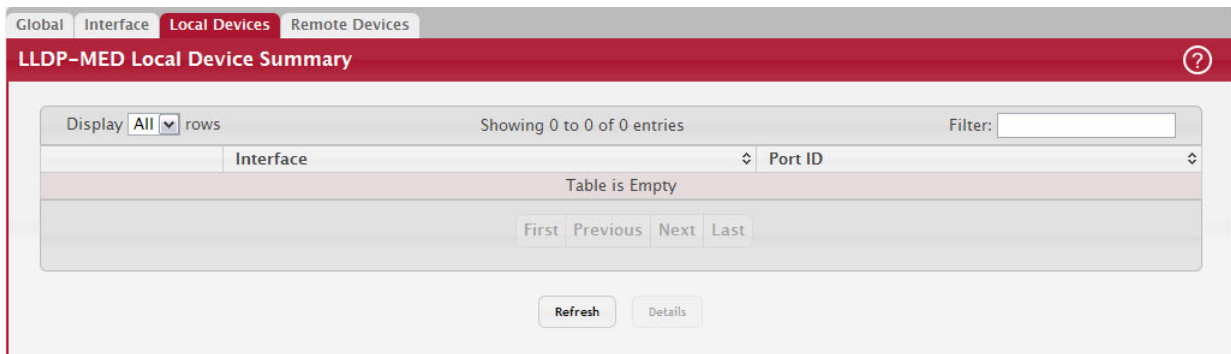 Global Interface Local Devices Remote Devices
LLDP-MED Local Device Summary ?
Display All rows Showing 0 to 0 of 0 entries Filter:
Interface Port ID
Table is Empty
First Previous Next Last
Refresh Details